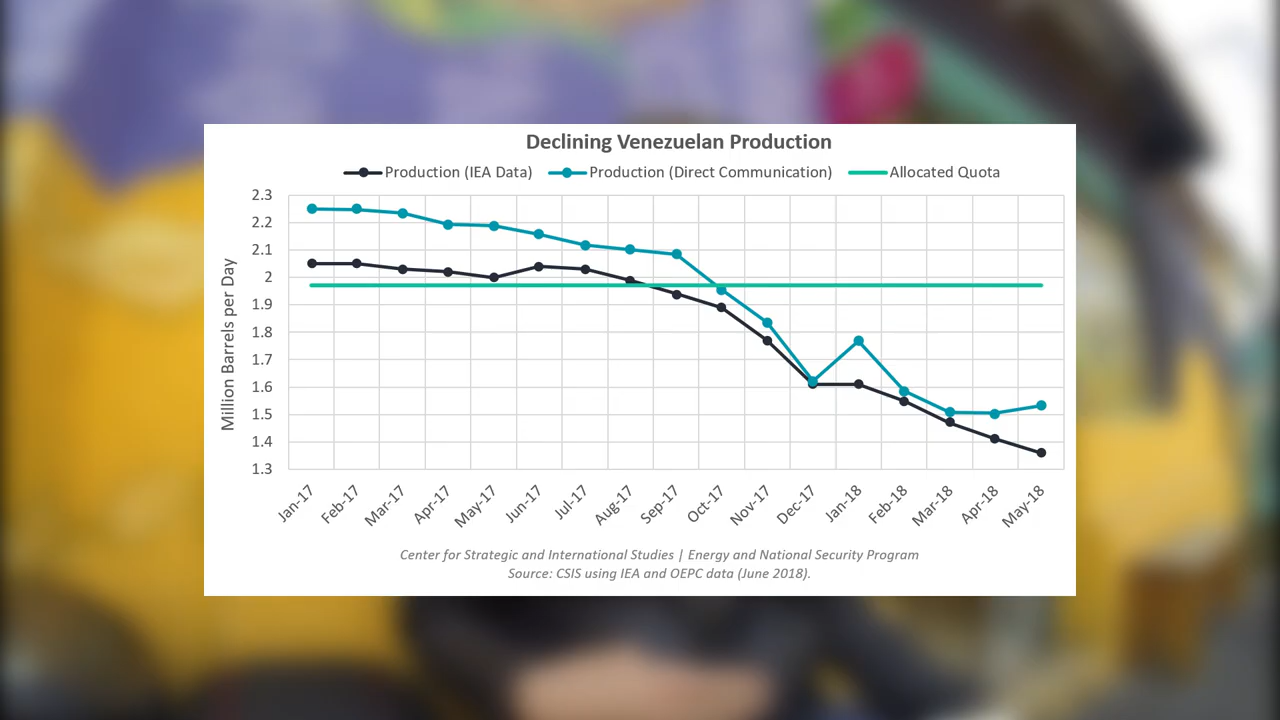 Declining Venezuelan Production
Production (IEA Data) Production (Direct Communication) Allocated Quota
Million Barrels per Day
2.3
2.2
2.1
2
1.9
1.8
1.7
1.6
1.5
1.4
1.3
Jan-17 Feb-17 Mar-17 Apr-17 May-17 Jun-17 Jul-17 Aug-17 Sep-17 Oct-17 Nov-17 Dec-17 Jan-18 Feb-18 Mar-18 Apr-18 May-18
Center for Strategic and International Studies | Energy and National Security Program
Source: CSIS using IEA and OEPC data (June 2018).